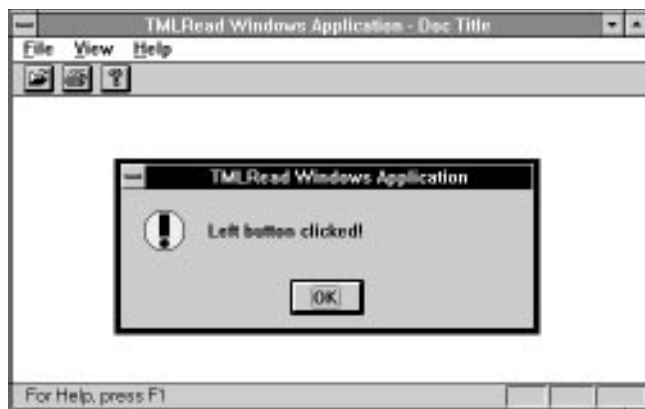 TMLRead Windows Application - Doc Title
File View Help
?
TMLRead Windows Application
Left button clicked!
OK
For Help, press F1